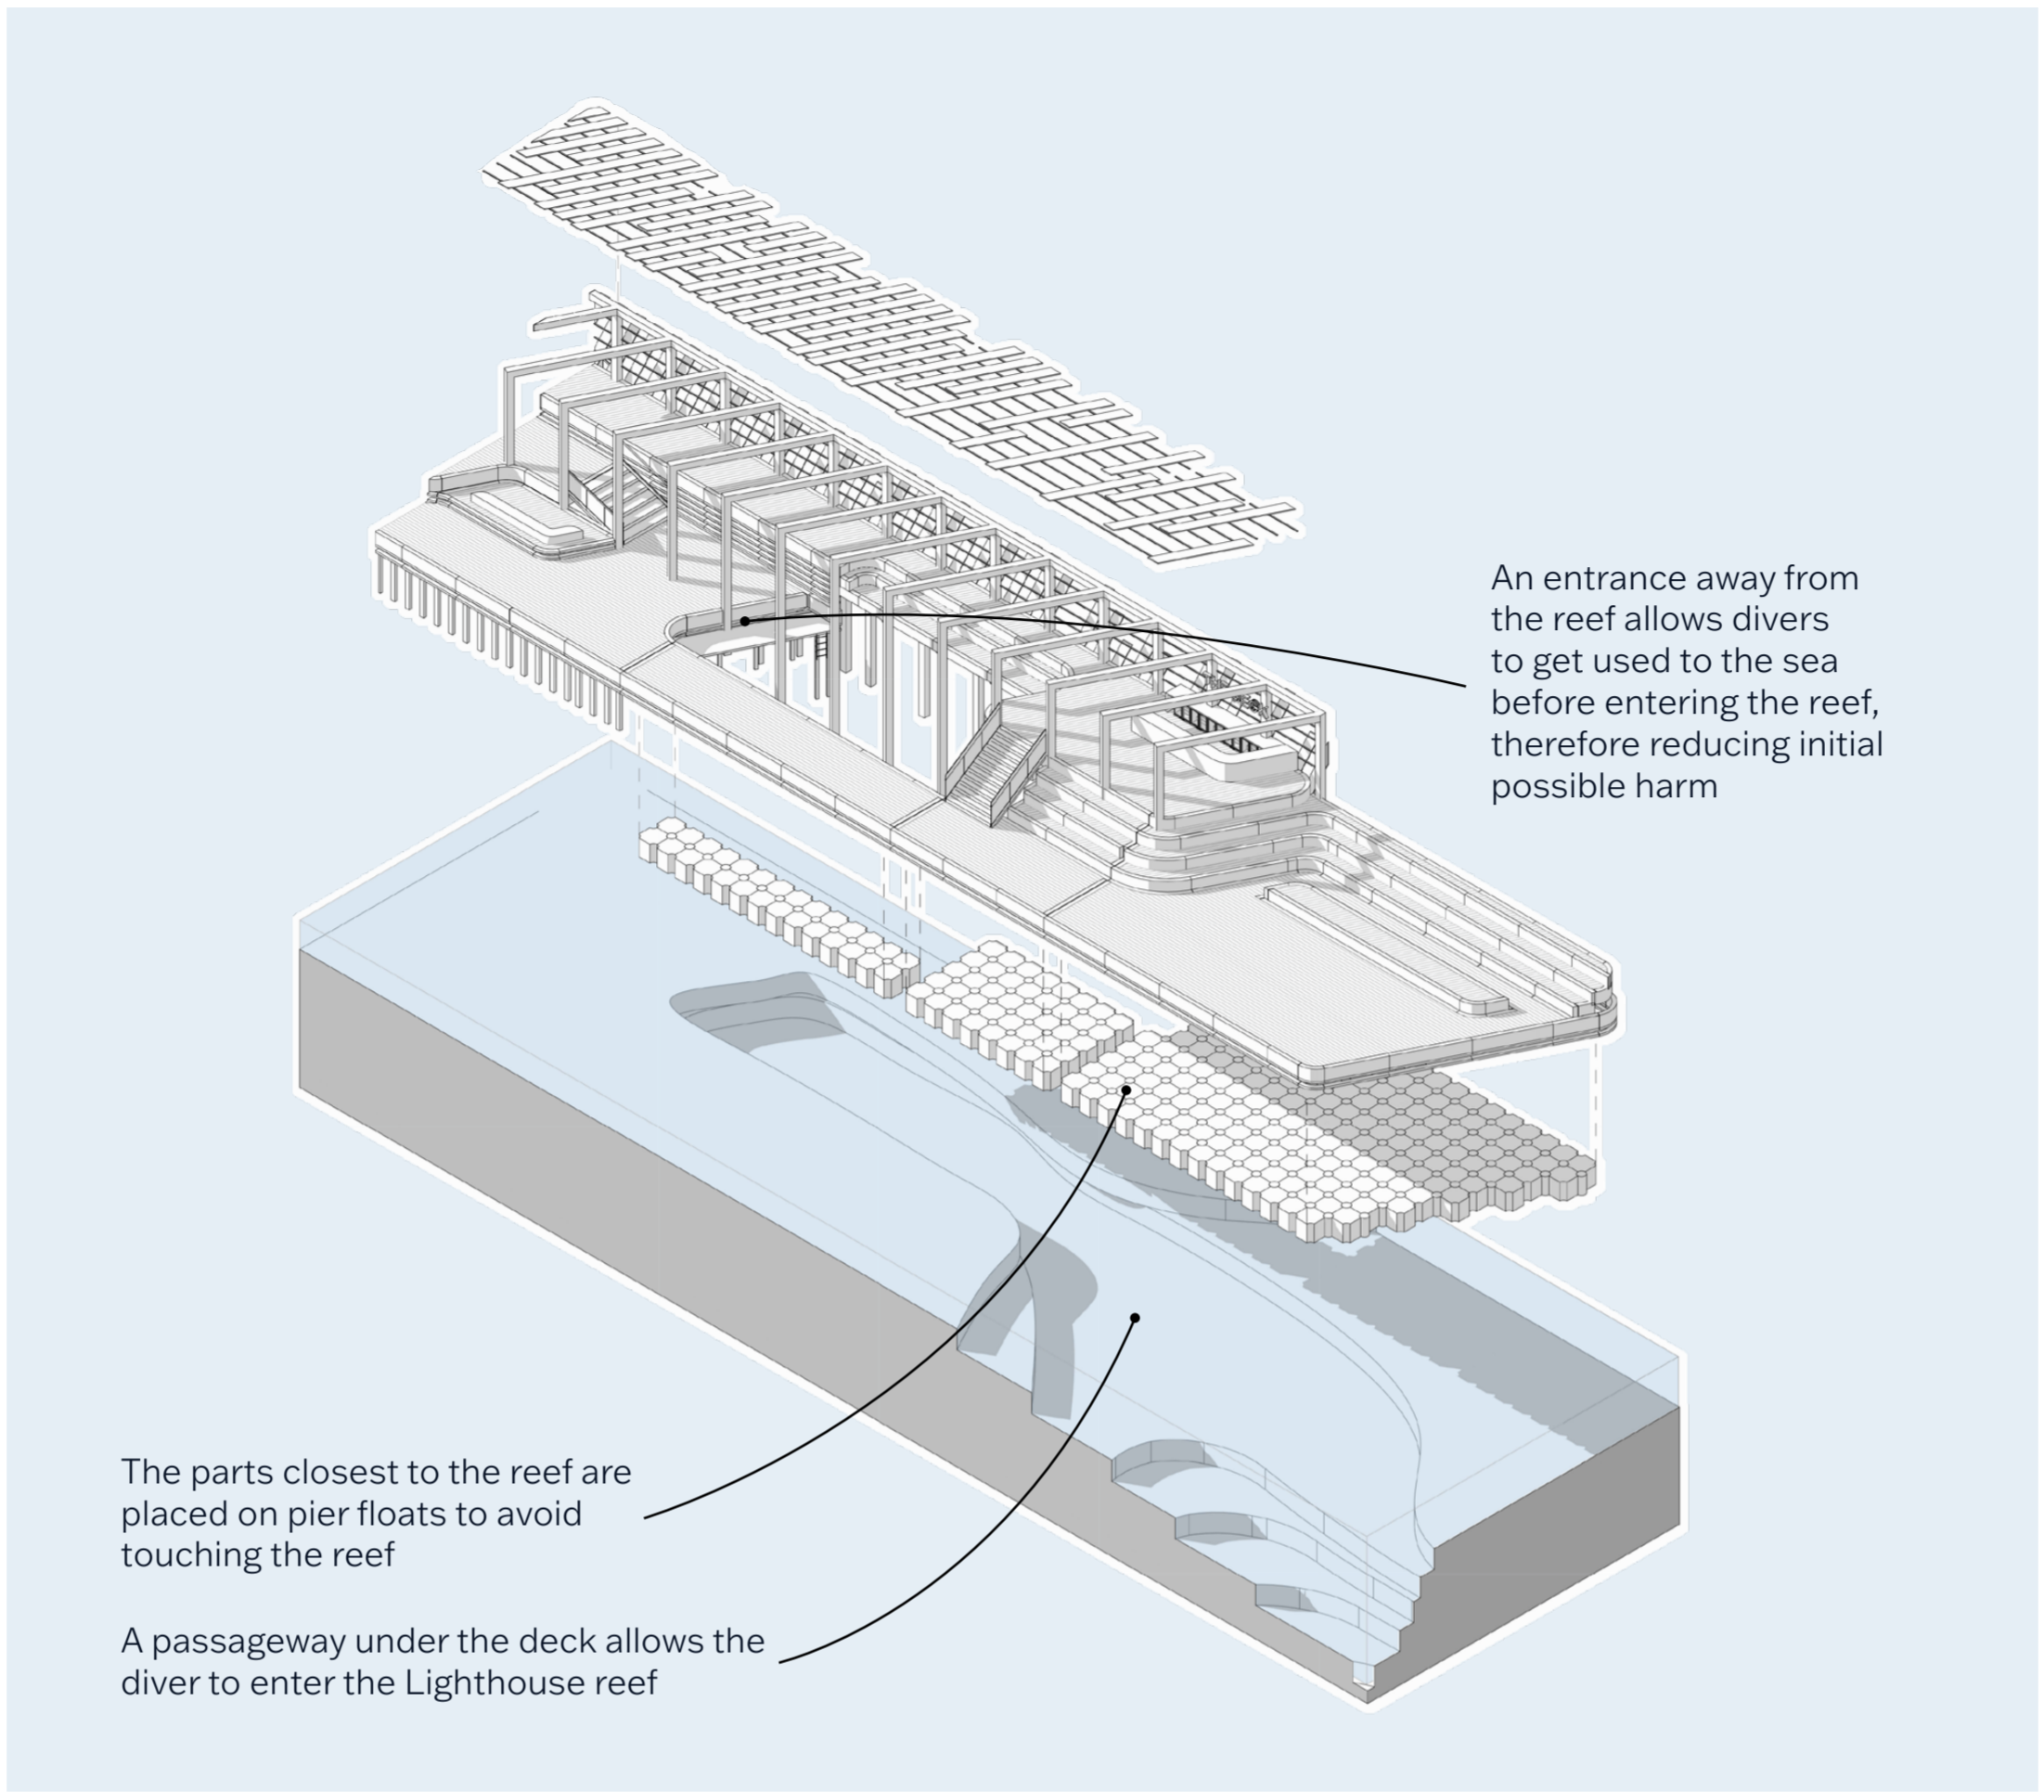 An entrance away from
the reef allows divers
to get used to the sea
before entering the reef,
therefore reducing initial
possible harm
The parts closest to the reef are
placed on pier floats to avoid
touching the reef
A passageway under the deck allows the
diver to enter the Lighthouse reef